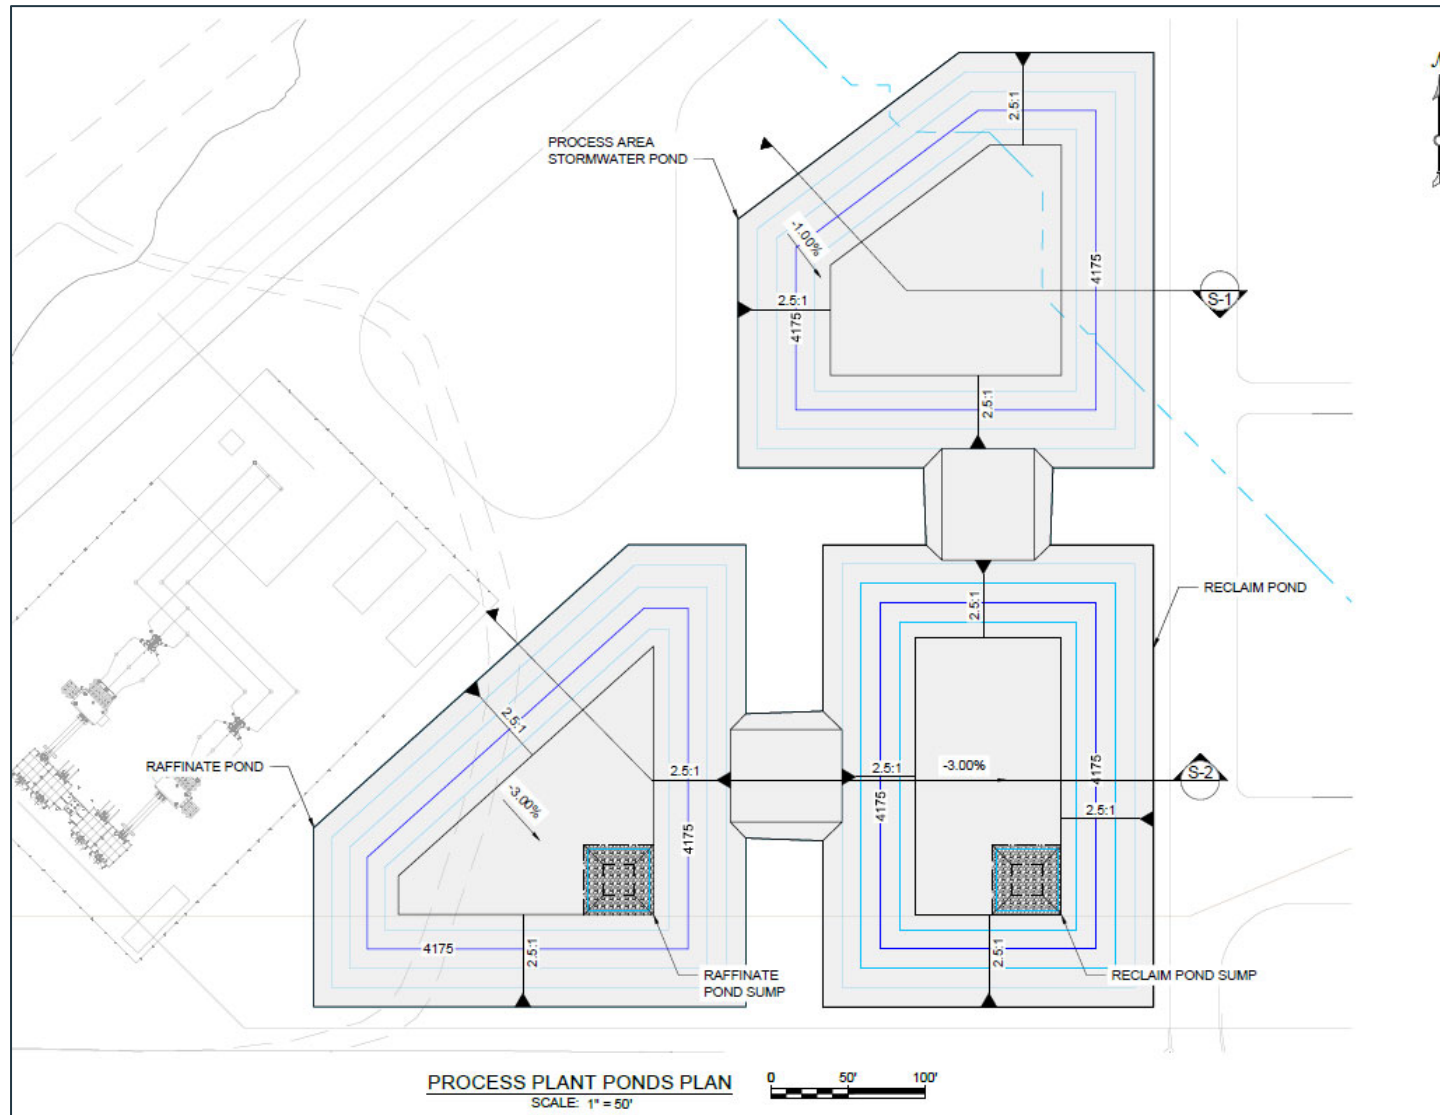 PROCESS AREA
STORMWATER POND
2.5:1
-1.00%
4175
2.5:1
4175
S-1
2.5:1
RECLAIM POND
2.5:1
2.5:1
RAFFINATE POND
-3.00%
2.5:1
2.5:1
-3.00%
4175
S-2
4175
2.5:1
4175
4175
2.5:1
2.5:1
RAFFINATE
POND SUMP
RECLAIM POND SUMP
PROCESS PLANT PONDS PLAN
SCALE: 1" = 50'
0 50' 100'